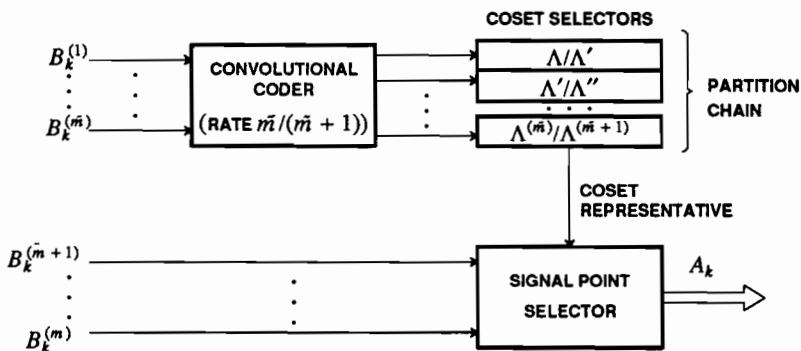 COSET SELECTORS
B_k^{(1)}
B_k^{(m̃)}
CONVOLUTIONAL
CODER
(RATE m̃/(m̃ + 1))
Λ/Λ′
Λ′/Λ″
Λ^{(m̃)}/Λ^{(m̃ + 1)}
PARTITION
CHAIN
COSET
REPRESENTATIVE
B_k^{(m̃ + 1)}
B_k^{(m)}
SIGNAL POINT
SELECTOR
A_k